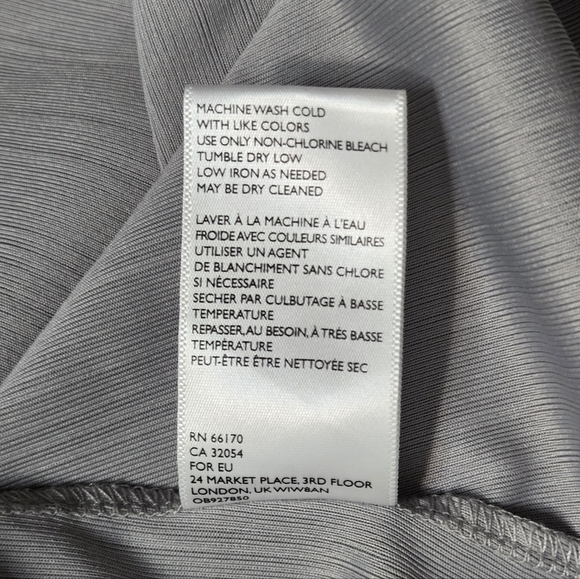 MACHINE WASH COLD
WITH LIKE COLORS
USE ONLY NON-CHLORINE BLEACH
TUMBLE DRY LOW
LOW IRON AS NEEDED
MAY BE DRY CLEANED
LAVER À LA MACHINE À L'EAU
FROIDE AVEC COULEURS SIMILAIRES
UTILISER UN AGENT
DE BLANCHIMENT SANS CHLORE
SI NÉCESSAIRE
SECHER PAR CULBUTAGE À BASSE
TEMPERATURE
REPASSER, AU BESOIN, À TRÉS BASSE
TEMPÉRATURE
PEUT-ÊTRE ÊTRE NETTOYÉE SEC
RN 66170
CA 32054
FOR EU
24 MARKET PLACE, 3RD FLOOR
LONDON, UK W1W8AN
OB927850